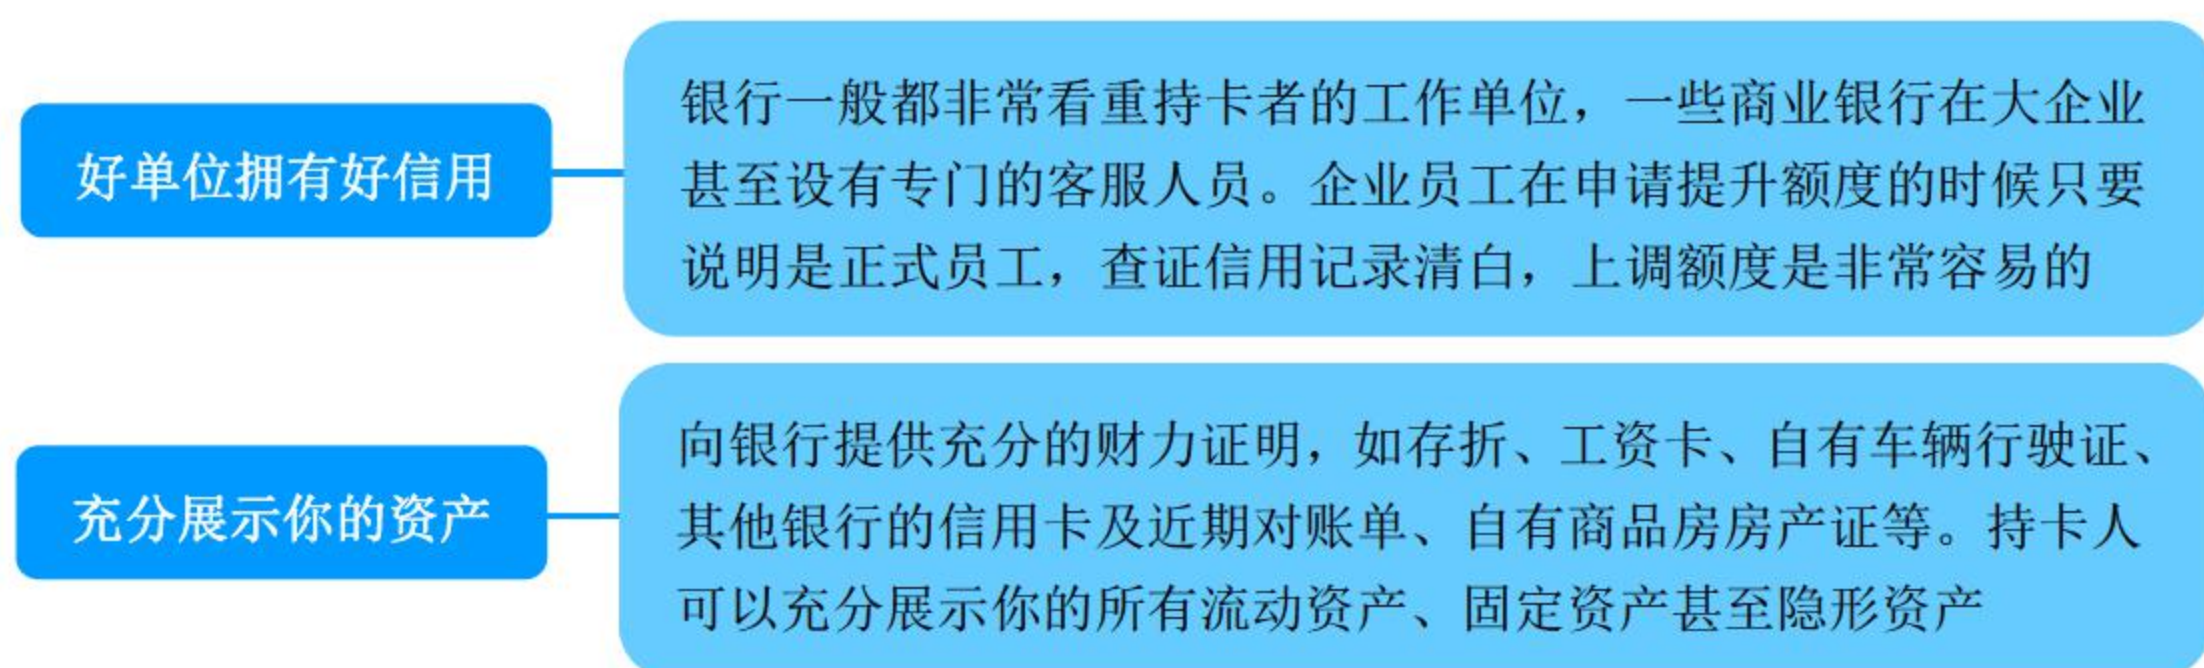 好单位拥有好信用
银行一般都非常看重持卡者的工作单位，一些商业银行在大企业
甚至设有专门的客服人员。企业员工在申请提升额度的时候只要
说明是正式员工，查证信用记录清白，上调额度是非常容易的
充分展示你的资产
向银行提供充分的财力证明，如存折、工资卡、自有车辆行驶证、
其他银行的信用卡及近期对账单、自有商品房房产证等。持卡人
可以充分展示你的所有流动资产、固定资产甚至隐形资产